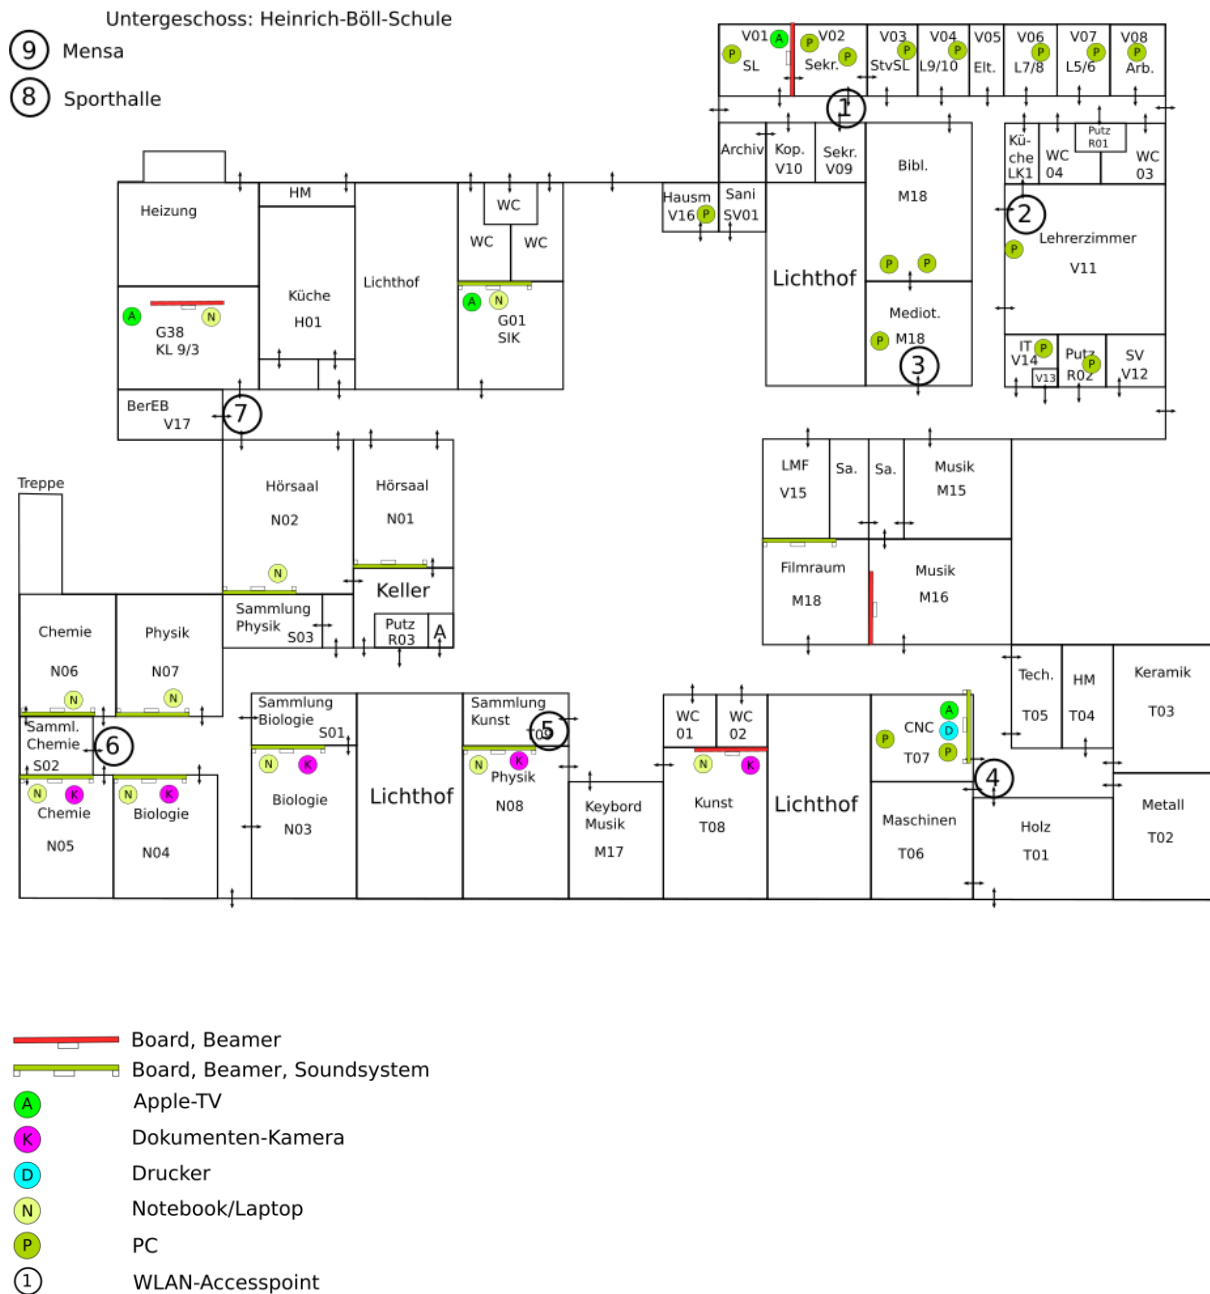 Untergeschoss: Heinrich-Böll-Schule
9 Mensa
8 Sporthalle
V01
A
P
SL
V02
P
P
Sekr.
V03
P
StvSL
V04
P
L9/10
V05
Elt.
V06
P
L7/8
V07
P
L5/6
V08
P
Arb.
1
Archiv
Kop.
V10
Sekr.
V09
Bibl.
M18
P
P
Kü-
che
LK1
WC
04
Putz
R01
WC
03
Hausm
V16
P
Sani
SV01
Lichthof
2
Lehrerzimmer
P
V11
Mediot.
M18
P
3
IT
V14
P
V13
Putz
R02
P
SV
V12
Heizung
HM
Küche
H01
Lichthof
WC
WC
WC
A
N
G01
SIK
A
N
G38
KL 9/3
BerEB
V17
7
Treppe
Hörsaal
N02
N
Hörsaal
N01
Keller
Putz
R03
A
Sammlung
Physik
S03
LMF
V15
Sa.
Sa.
Musik
M15
Filmraum
M18
Musik
M16
Chemie
N06
N
Physik
N07
N
Samml.
Chemie
S02
6
N
K
Chemie
N05
N
K
Biologie
N04
Sammlung
Biologie
S01
N
K
Biologie
N03
Lichthof
Sammlung
Kunst
T09
5
N
K
Physik
N08
Keybord
Musik
M17
WC
01
WC
02
N
K
Kunst
T08
Lichthof
A
CNC
D
P
P
T07
4
Maschinen
T06
Tech.
T05
HM
T04
Keramik
T03
Holz
T01
Metall
T02
Board, Beamer
Board, Beamer, Soundsystem
A Apple-TV
K Dokumenten-Kamera
D Drucker
N Notebook/Laptop
P PC
1 WLAN-Accesspoint